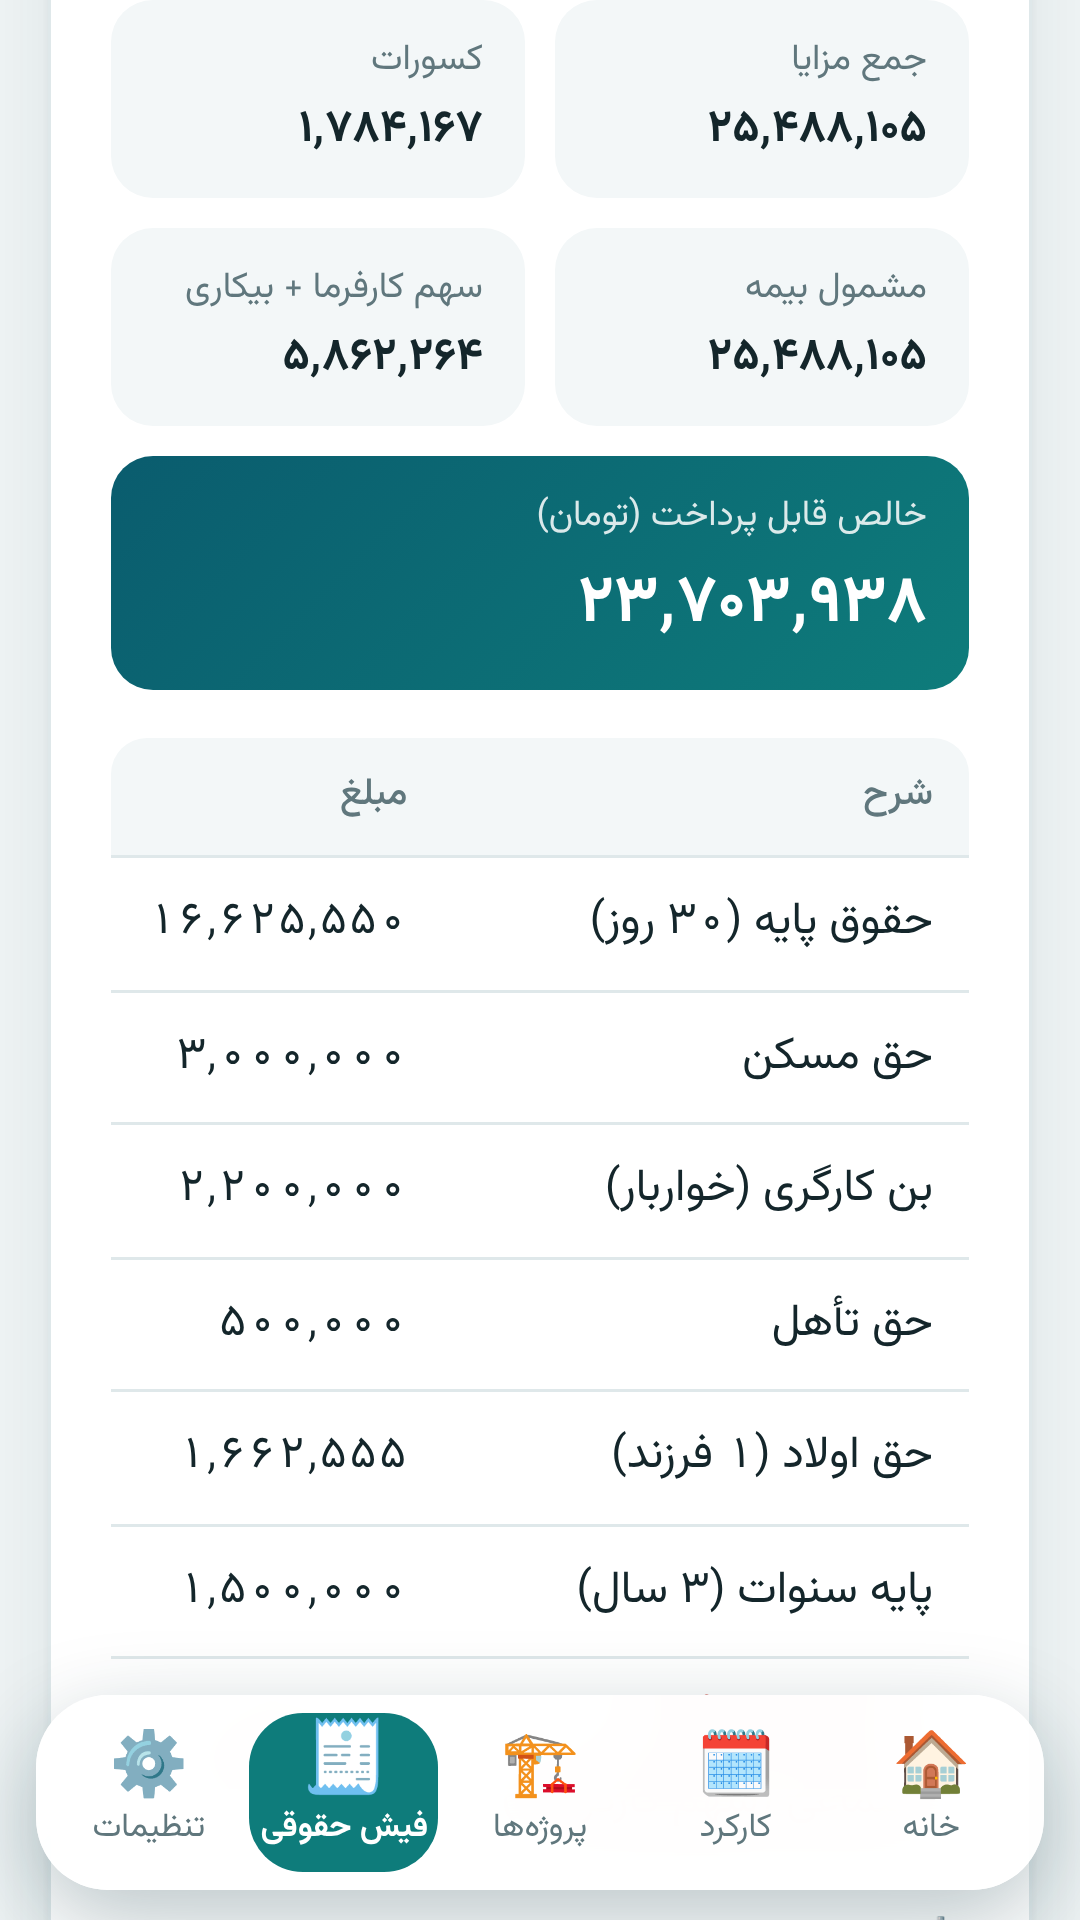 جمع مزایا
۲۵,۴۸۸,۱۰۵
کسورات
۱,۷۸۴,۱۶۷
مشمول بیمه
۲۵,۴۸۸,۱۰۵
سهم کارفرما + بیکاری
۵,۸۶۲,۲۶۴
خالص قابل پرداخت (تومان)
۲۳,۷۰۳,۹۳۸
شرح مبلغ
حقوق پایه (۳۰ روز) ۱۶,۶۲۵,۵۵۰
حق مسکن ۳,۰۰۰,۰۰۰
بن کارگری (خواربار) ۲,۲۰۰,۰۰۰
حق تأهل ۵۰۰,۰۰۰
حق اولاد (۱ فرزند) ۱,۶۶۲,۵۵۵
پایه سنوات (۳ سال) ۱,۵۰۰,۰۰۰
خانه کارکرد پروژه‌ها فیش حقوقی تنظیمات